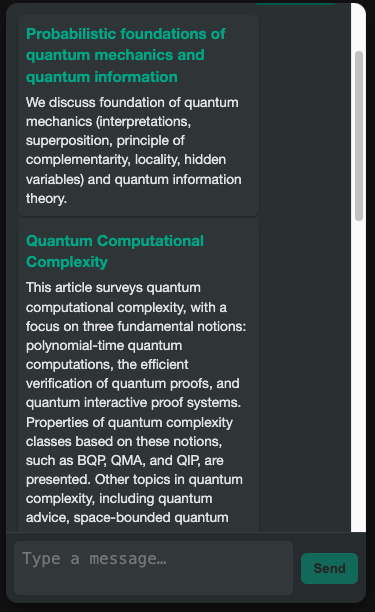 Probabilistic foundations of
quantum mechanics and
quantum information
We discuss foundation of quantum
mechanics (interpretations,
superposition, principle of
complementarity, locality, hidden
variables) and quantum information
theory.
Quantum Computational
Complexity
This article surveys quantum
computational complexity, with a
focus on three fundamental notions:
polynomial-time quantum
computations, the efficient
verification of quantum proofs, and
quantum interactive proof systems.
Properties of quantum complexity
classes based on these notions,
such as BQP, QMA, and QIP, are
presented. Other topics in quantum
complexity, including quantum
advice, space-bounded quantum
Type a message…
Send